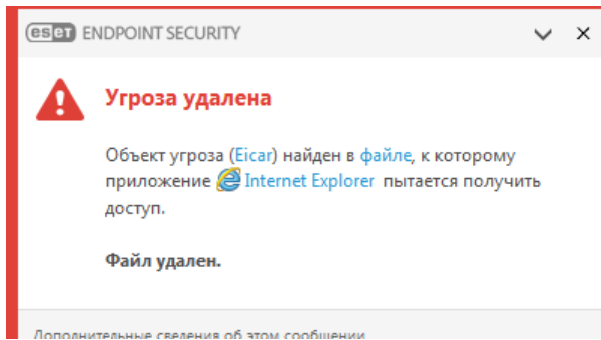 eset ENDPOINT SECURITY
Угроза удалена
Объект угроза (Eicar) найден в файле, к которому
приложение Internet Explorer пытается получить
доступ.
Файл удален.
Дополнительные сведения об этом сообщении